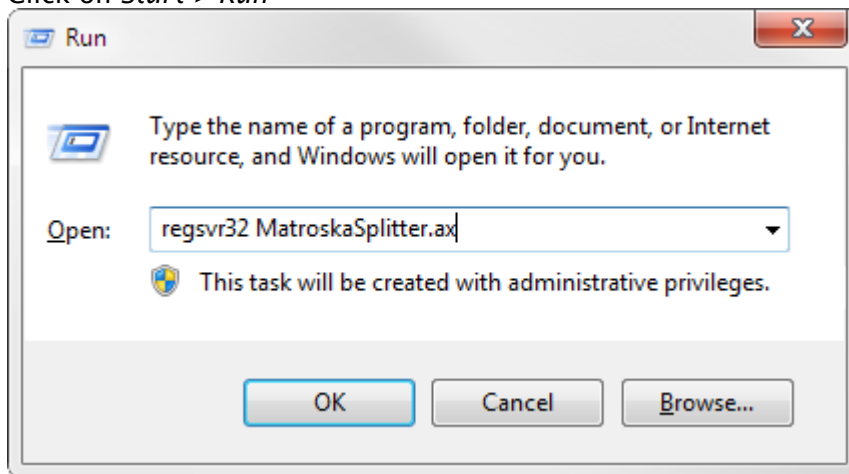 Click on Start > Run
Run
Type the name of a program, folder, document, or Internet
resource, and Windows will open it for you.
Open: regsvr32 MatroskaSplitter.ax
This task will be created with administrative privileges.
OK Cancel Browse...